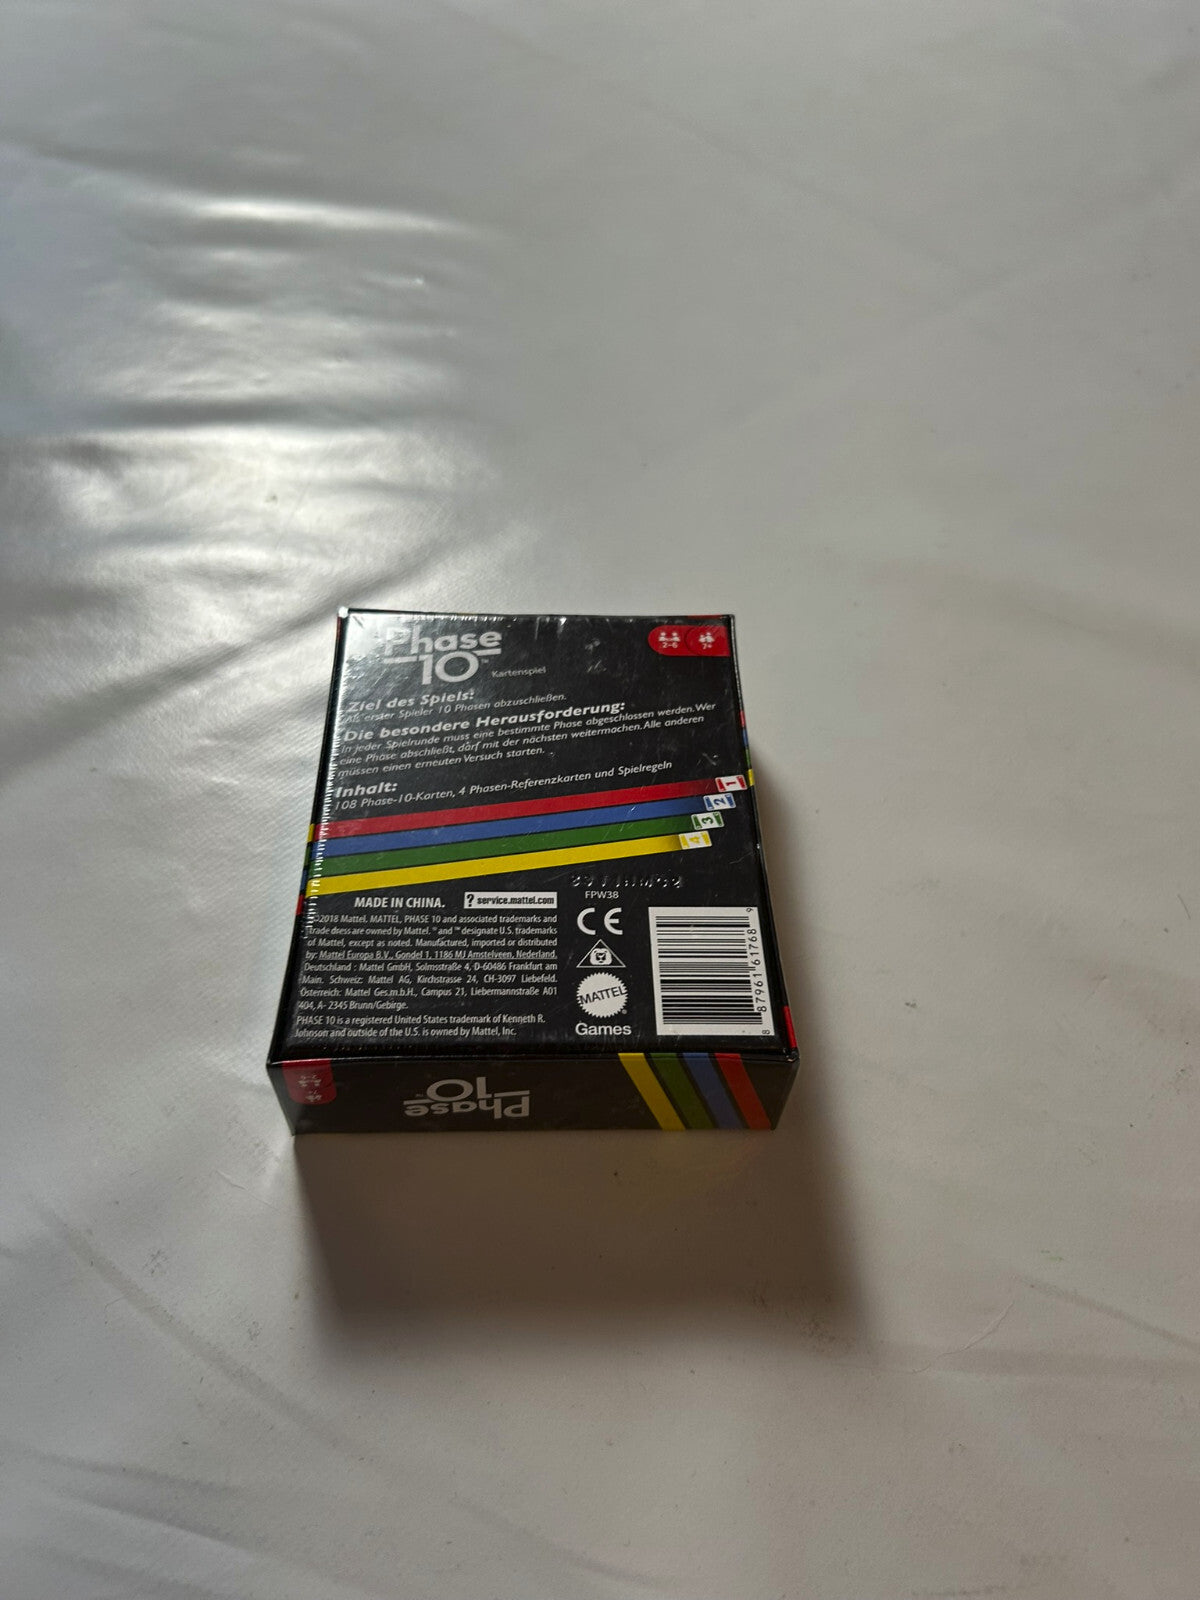 Phase
10™
Kartenspiel
2-6
7+
Ziel des Spiels:
Als erster Spieler 10 Phasen abzuschließen.
Die besondere Herausforderung:
In jeder Spielrunde muss eine bestimmte Phase abgeschlossen werden. Wer
eine Phase abschließt, darf mit der nächsten weitermachen. Alle anderen
müssen einen erneuten Versuch starten.
Inhalt:
108 Phase-10-Karten, 4 Phasen-Referenzkarten und Spielregeln
1
2
3
4
MADE IN CHINA.
? service.mattel.com
FPW38
CE
©2018 Mattel. MATTEL, PHASE 10 and associated trademarks and
trade dress are owned by Mattel. ® and ™ designate U.S. trademarks
of Mattel, except as noted. Manufactured, imported or distributed
by: Mattel Europa B.V., Gondel 1, 1186 MJ Amstelveen, Nederland.
Deutschland : Mattel GmbH, Solmsstraße 4, D-60486 Frankfurt am
Main. Schweiz: Mattel AG, Kirchstrasse 24, CH-3097 Liebefeld.
Österreich: Mattel Ges.m.b.H., Campus 21, Liebermannstraße A01
404, A- 2345 Brunn/Gebirge.
PHASE 10 is a registered United States trademark of Kenneth R.
Johnson and outside of the U.S. is owned by Mattel, Inc.
MATTEL®
Games
8 87961 61768 9
Phase
10™